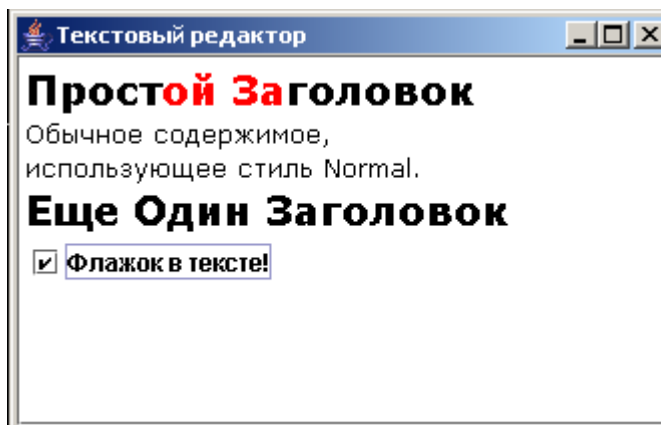 Текстовый редактор
Простой Заголовок
Обычное содержимое,
использующее стиль Normal.
Еще Один Заголовок
Флажок в тексте!